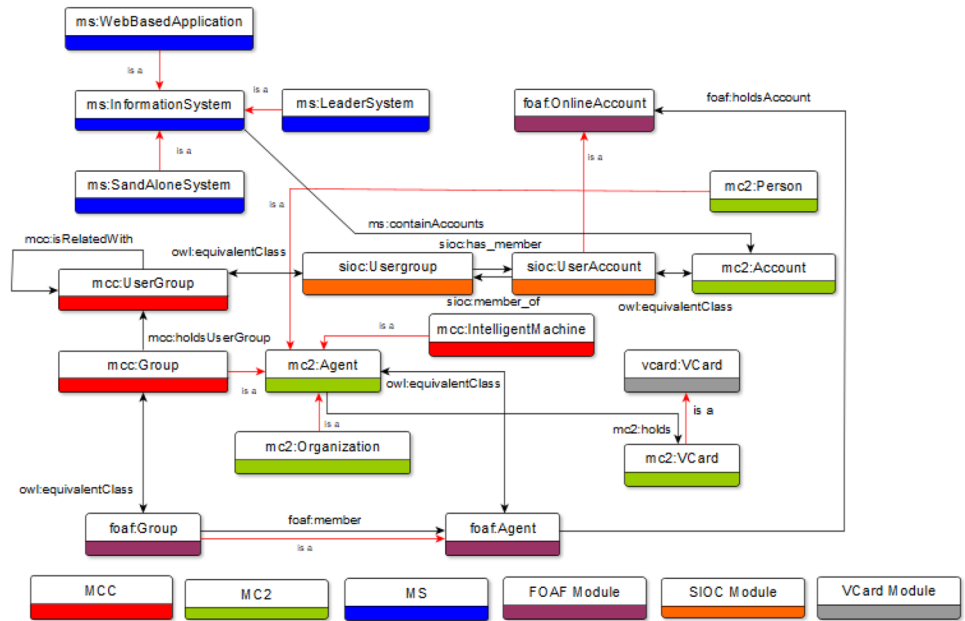 ms:WebBasedApplication
is a
is a
ms:InformationSystem
ms:LeaderSystem
foaf:OnlineAccount
foaf:holdsAccount
is a
is a
ms:SandAloneSystem
mc2:Person
is a
ms:containAccounts
mcc:isRelatedWith
owl:equivalentClass
sioc:has_member
mcc:UserGroup
sioc:Usergroup
sioc:UserAccount
mc2:Account
sioc:member_of
owl:equivalentClass
mcc:holdsUserGroup
is a
mcc:IntelligentMachine
mcc:Group
mc2:Agent
vcard:VCard
owl:equivalentClass
is a
is a
is a
mc2:holds
mc2:Organization
mc2:VCard
owl:equivalentClass
foaf:Group
foaf:member
foaf:Agent
is a
MCC
MC2
MS
FOAF Module
SIOC Module
VCard Module